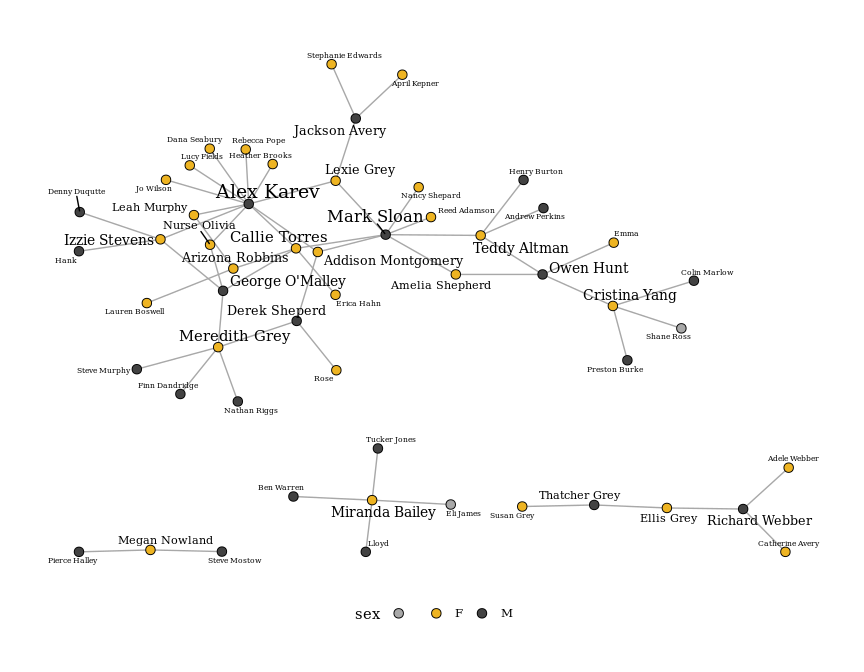 Stephanie Edwards
April Kepner
Jackson Avery
Dana Seabury
Rebecca Pope
Lucy Fields
Heather Brooks
Lexie Grey
Henry Burton
Jo Wilson
Denny Duqutte
Alex Karev
Nancy Shepard
Leah Murphy
Reed Adamson
Mark Sloan
Andrew Perkins
Nurse Olivia
Emma
Izzie Stevens
Callie Torres
Teddy Altman
Hank
Arizona Robbins
Addison Montgomery
Owen Hunt
Colin Marlow
George O'Malley
Amelia Shepherd
Cristina Yang
Erica Hahn
Lauren Boswell
Derek Sheperd
Meredith Grey
Shane Ross
Steve Murphy
Preston Burke
Rose
Finn Dandridge
Nathan Riggs
Tucker Jones
Adele Webber
Ben Warren
Thatcher Grey
Miranda Bailey
Eli James
Susan Grey
Ellis Grey
Richard Webber
Megan Nowland
Lloyd
Catherine Avery
Pierce Halley
Steve Mostow
sex F M